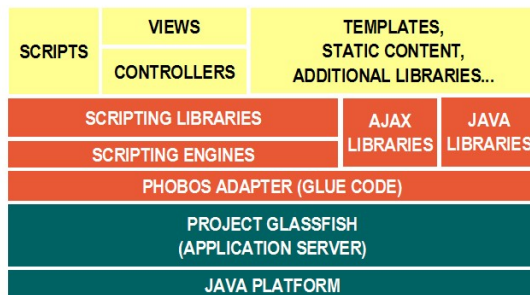 SCRIPTS
VIEWS
CONTROLLERS
TEMPLATES,
STATIC CONTENT,
ADDITIONAL LIBRARIES...
SCRIPTING LIBRARIES
SCRIPTING ENGINES
AJAX
LIBRARIES
JAVA
LIBRARIES
PHOBOS ADAPTER (GLUE CODE)
PROJECT GLASSFISH
(APPLICATION SERVER)
JAVA PLATFORM